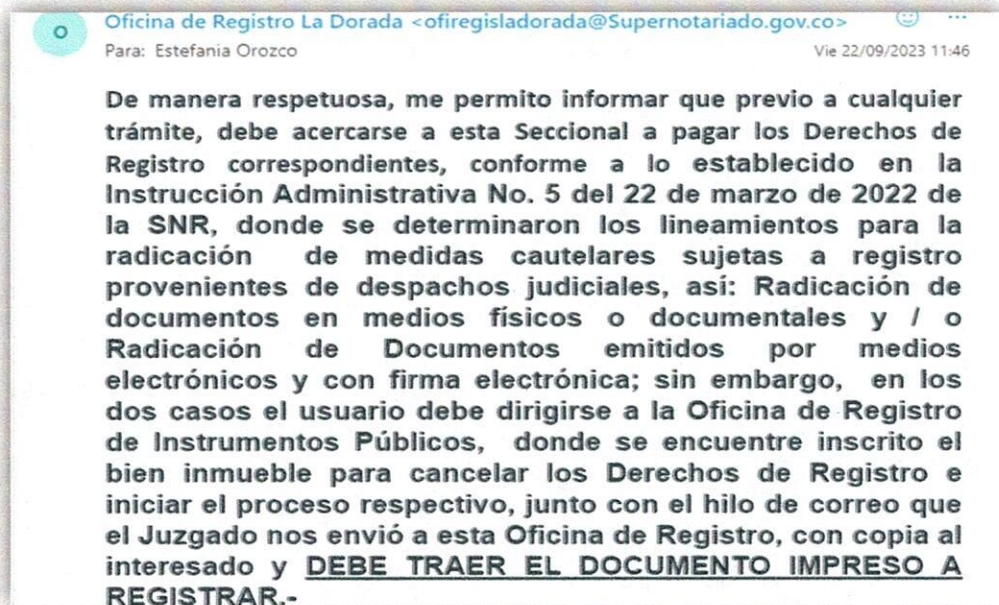 O
Oficina de Registro La Dorada <ofiregisladorada@Supernotariado.gov.co>
Para: Estefania Orozco
Vie 22/09/2023 11:46
De manera respetuosa, me permito informar que previo a cualquier
trámite, debe acercarse a esta Seccional a pagar los Derechos de
Registro correspondientes, conforme a lo establecido en la
Instrucción Administrativa No. 5 del 22 de marzo de 2022 de
la SNR, donde se determinaron los lineamientos para la
radicación de medidas cautelares sujetas a registro
provenientes de despachos judiciales, así: Radicación de
documentos en medios físicos o documentales y / o
Radicación de Documentos emitidos por medios
electrónicos y con firma electrónica; sin embargo, en los
dos casos el usuario debe dirigirse a la Oficina de Registro
de Instrumentos Públicos, donde se encuentre inscrito el
bien inmueble para cancelar los Derechos de Registro e
iniciar el proceso respectivo, junto con el hilo de correo que
el Juzgado nos envió a esta Oficina de Registro, con copia al
interesado y DEBE TRAER EL DOCUMENTO IMPRESO A
REGISTRAR.-